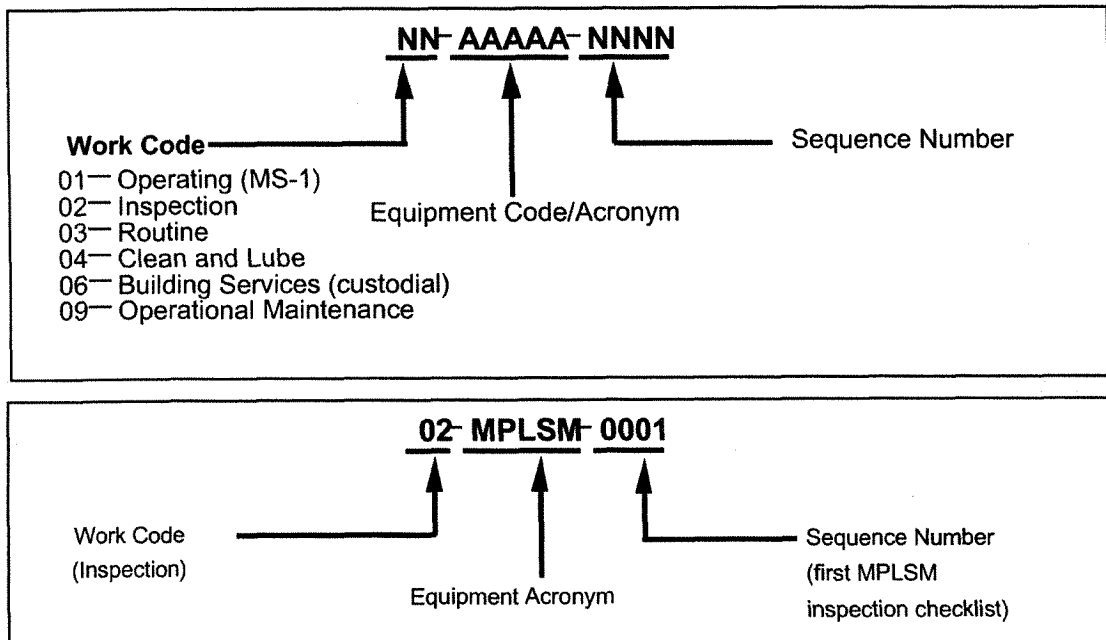 NN-AAAAA-NNNN
Work Code
Sequence Number
01— Operating (MS-1)
02— Inspection
Equipment Code/Acronym
03— Routine
04— Clean and Lube
06— Building Services (custodial)
09— Operational Maintenance
02-MPLSM-0001
Work Code
(Inspection)
Equipment Acronym
Sequence Number
(first MPLSM
inspection checklist)